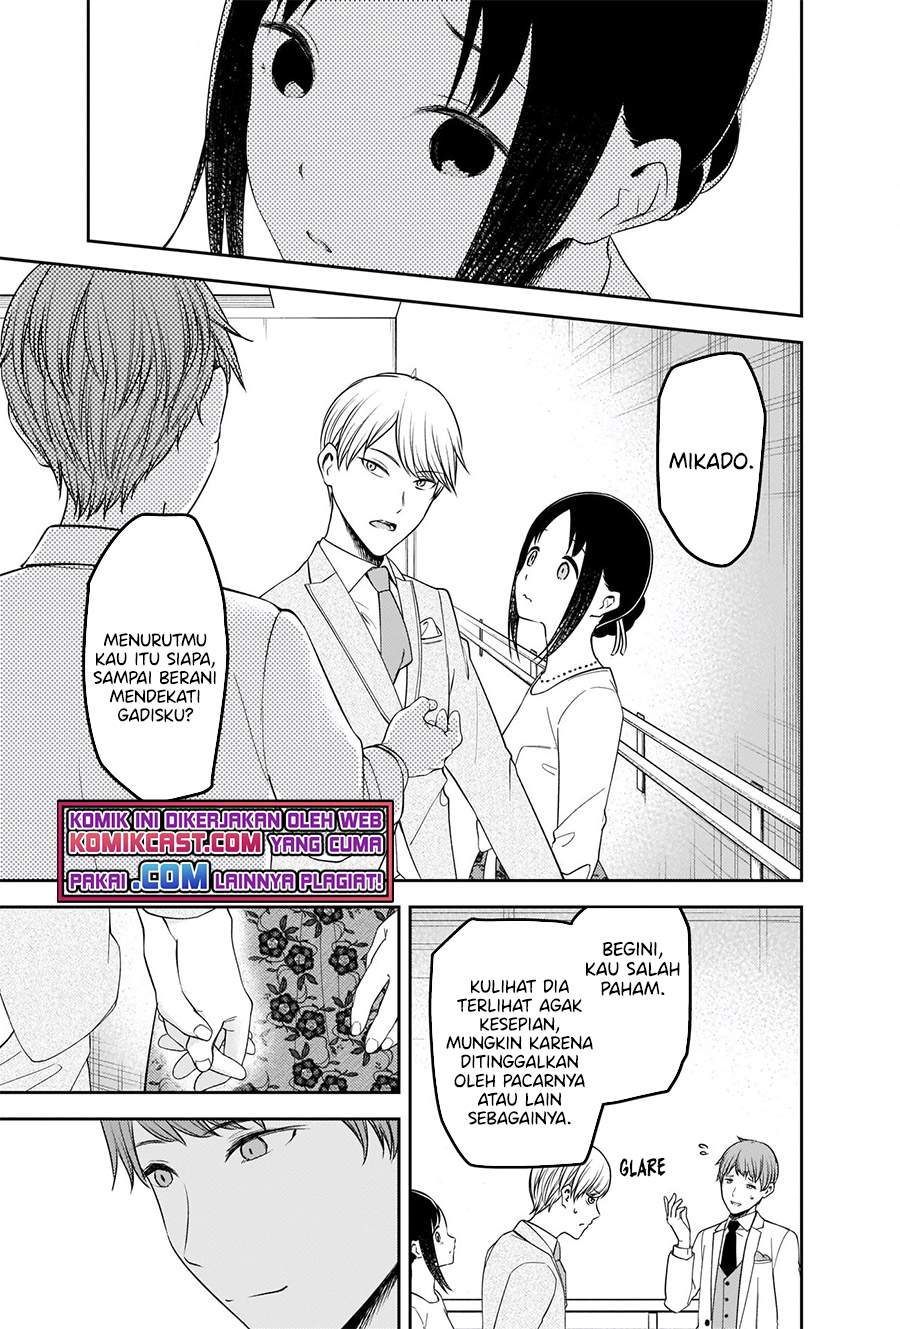 MIKADO.
MENURUTMU
KAU ITU SIAPA,
SAMPAI BERANI
MENDEKATI
GADISKU?
KOMIK INI DIKERJAKAN OLEH WEB
KOMIKCAST.COM YANG CUMA
PAKAI .COM LAINNYA PLAGIAT!
BEGINI,
KAU SALAH
PAHAM.
KULIHAT DIA
TERLIHAT AGAK
KESEPIAN,
MUNGKIN KARENA
DITINGGALKAN
OLEH PACARNYA
ATAU LAIN
SEBAGAINYA.
GLARE